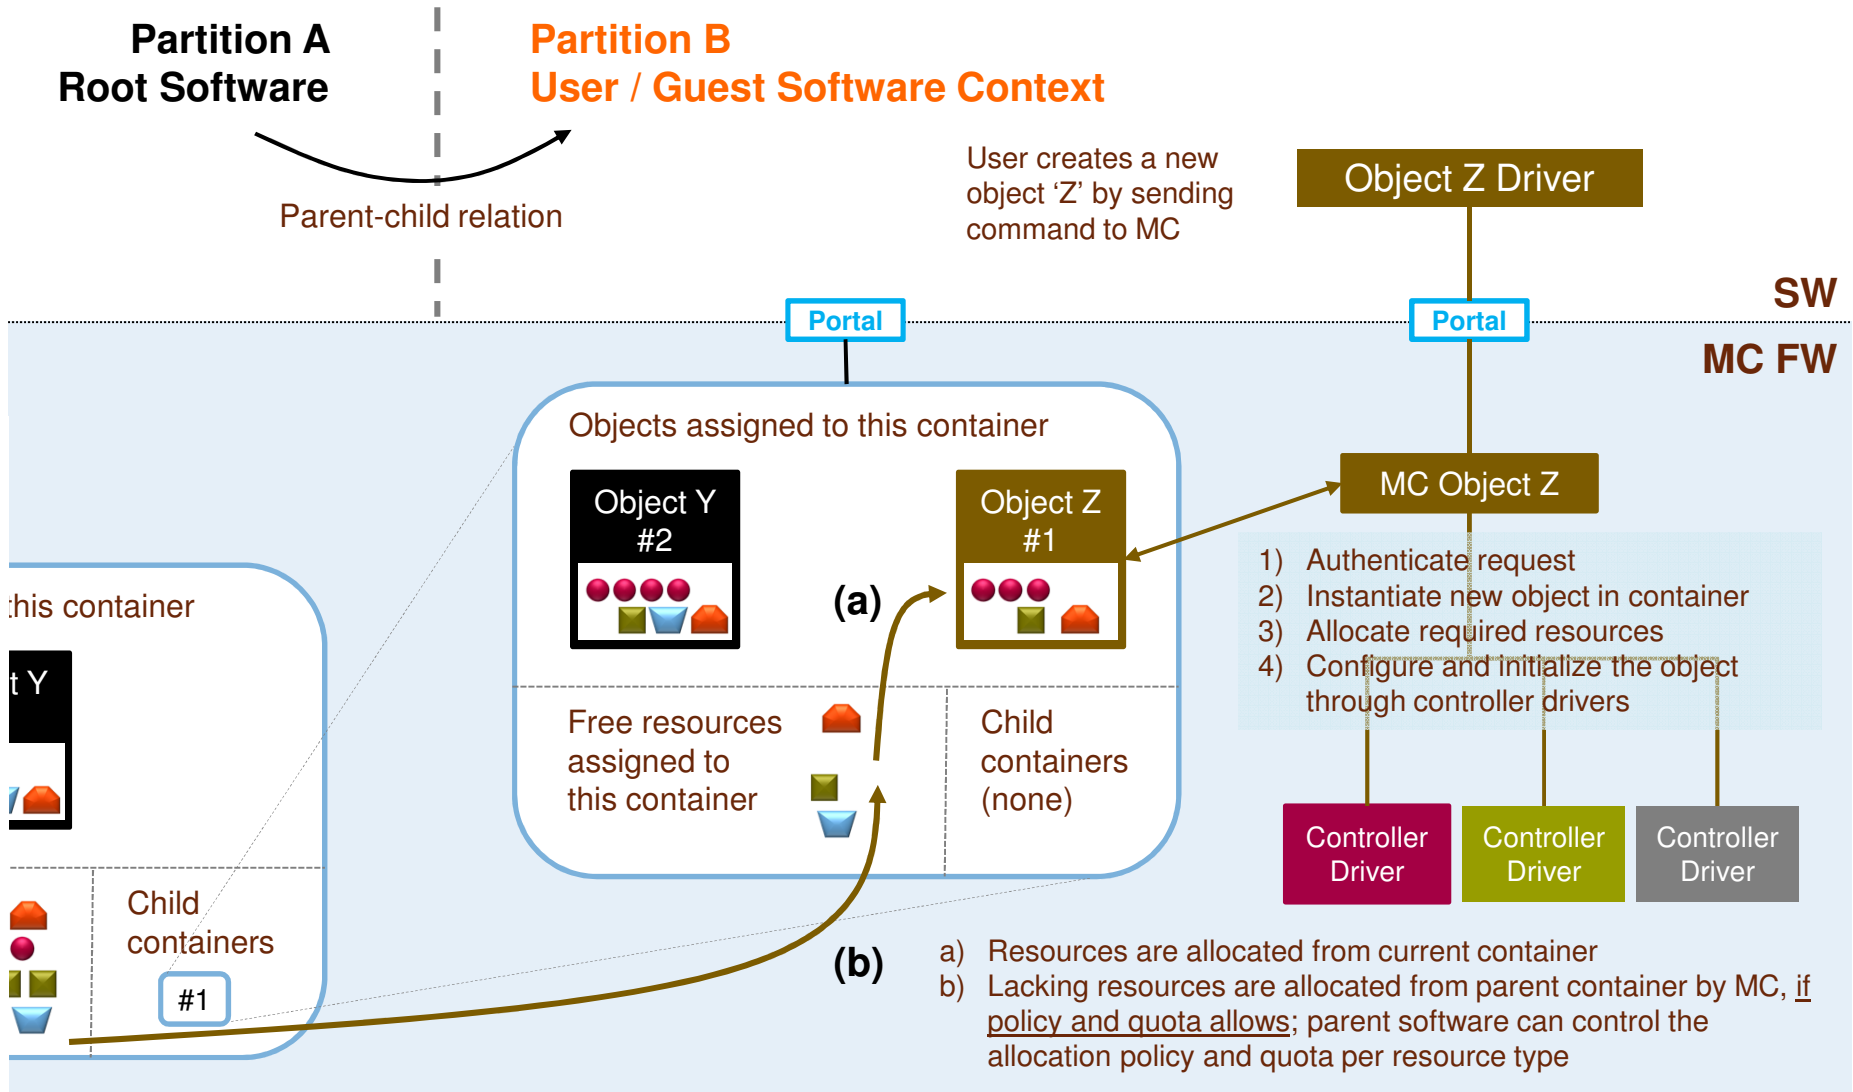 Partition A
Root Software
Partition B
User / Guest Software Context
Parent-child relation
User creates a new
object ‘Z’ by sending
command to MC
Object Z Driver
SW
Portal
Portal
MC FW
Objects assigned to this container
Object Y
#2
Object Z
#1
MC Object Z
(a)
1) Authenticate request
2) Instantiate new object in container
3) Allocate required resources
4) Configure and initialize the object
through controller drivers
this container
t Y
Free resources
assigned to
this container
Child
containers
(none)
Controller
Driver
Controller
Driver
Controller
Driver
Child
containers
#1
(b)
a) Resources are allocated from current container
b) Lacking resources are allocated from parent container by MC, if
policy and quota allows; parent software can control the
allocation policy and quota per resource type